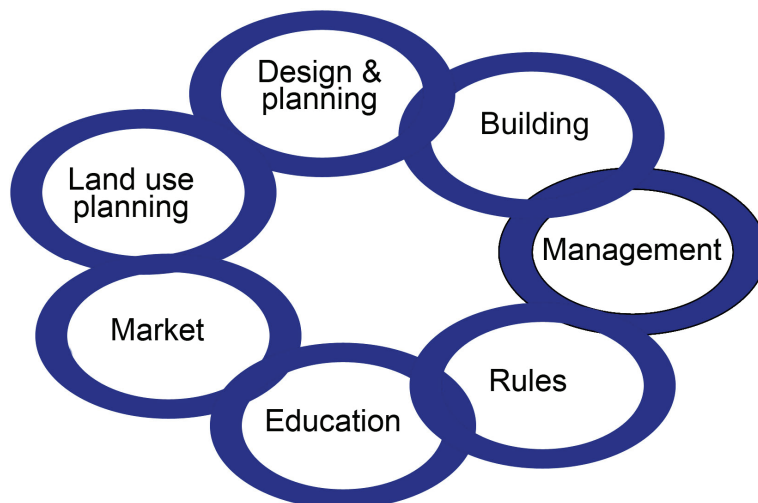 Design &
planning
Building
Land use
planning
Management
Market
Rules
Education